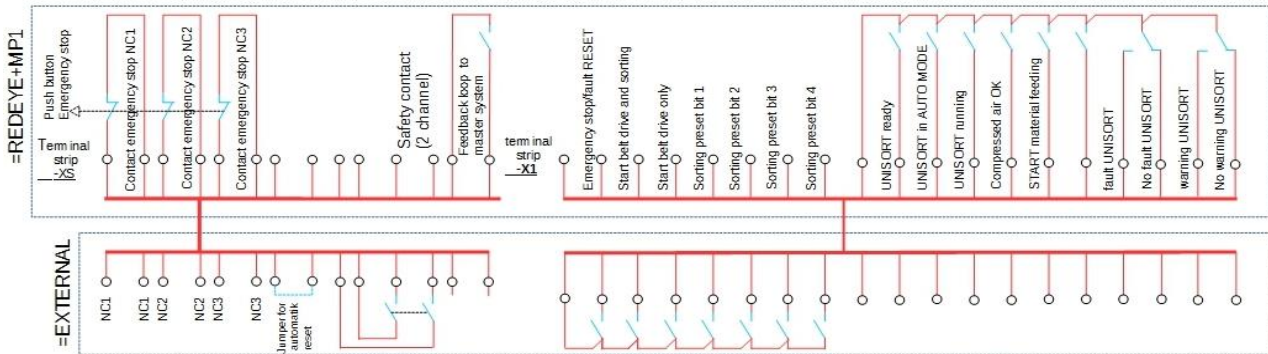 =REDEYE+MP1
Push button
Emergency stop
Contact emergency stop NC1
Contact emergency stop NC2
Contact emergency stop NC3
Safety contact
(2 channel)
Feedback loop to
master system
Terminal
strip
-XS
terminal
strip
-X1
Emergency stop/fault RESET
Start belt drive and sorting
Start belt drive only
Sorting preset bit 1
Sorting preset bit 2
Sorting preset bit 3
Sorting preset bit 4
UNISORT ready
UNISORT in AUTO MODE
UNISORT running
Compressed air OK
START material feeding
fault UNISORT
No fault UNISORT
warning UNISORT
No warning UNISORT
=EXTERNAL
NC1
NC1
NC2
NC2
NC3
NC3
Jumper for
automatik
reset